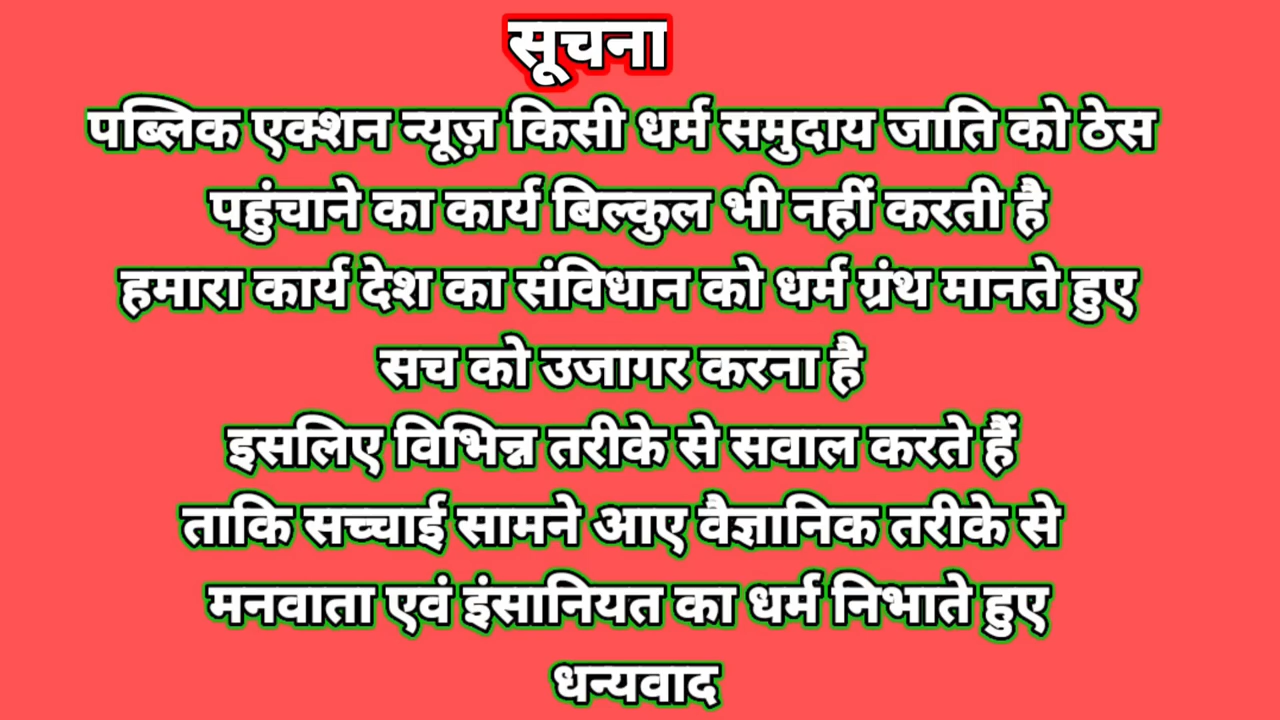 सूचना
पब्लिक एक्शन न्यूज़ किसी धर्म समुदाय जाति को ठेस
पहुंचाने का कार्य बिल्कुल भी नहीं करती है
हमारा कार्य देश का संविधान को धर्म ग्रंथ मानते हुए
सच को उजागर करना है
इसलिए विभिन्न तरीके से सवाल करते हैं
ताकि सच्चाई सामने आए वैज्ञानिक तरीके से
मनवाता एवं इंसानियत का धर्म निभाते हुए
धन्यवाद